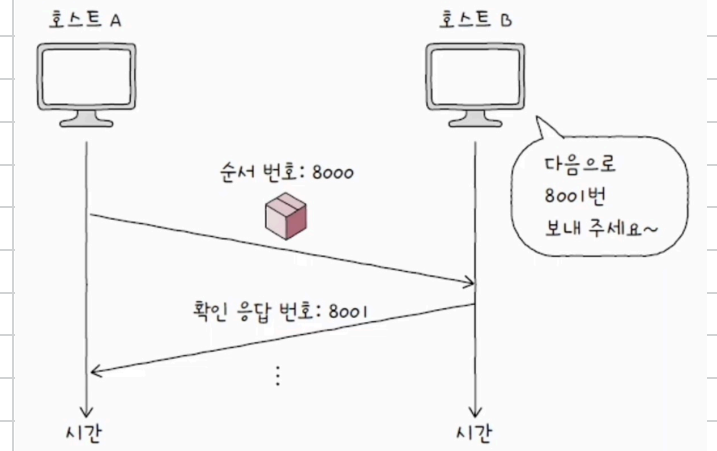 호스트 A
호스트 B
순서 번호: 8000
다음으로
8001번
보내 주세요~
확인 응답 번호: 8001
시간
시간